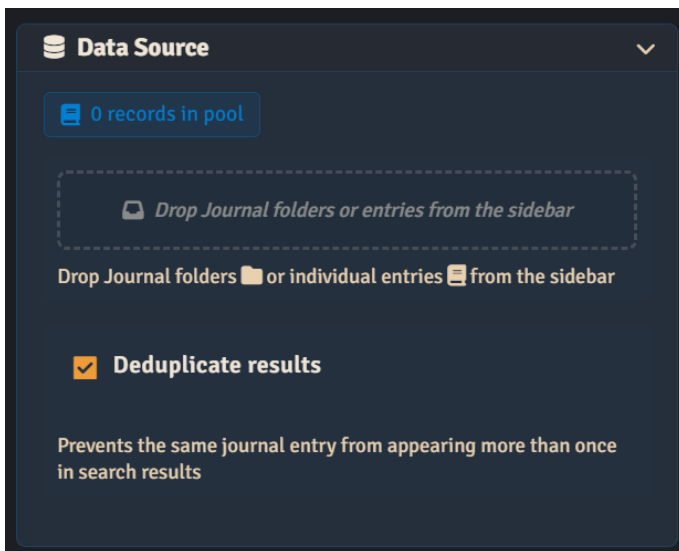 Data Source
0 records in pool
Drop Journal folders or entries from the sidebar
Drop Journal folders or individual entries from the sidebar
Deduplicate results
Prevents the same journal entry from appearing more than once
in search results